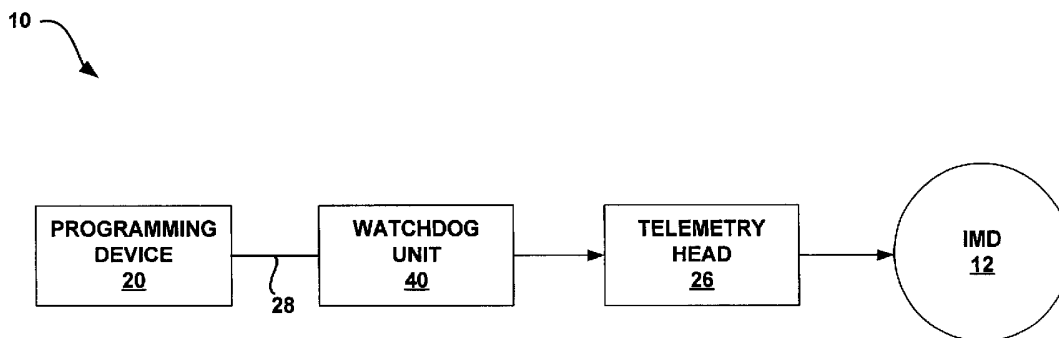 10
PROGRAMMING
DEVICE
20
28
WATCHDOG
UNIT
40
TELEMETRY
HEAD
26
IMD
12